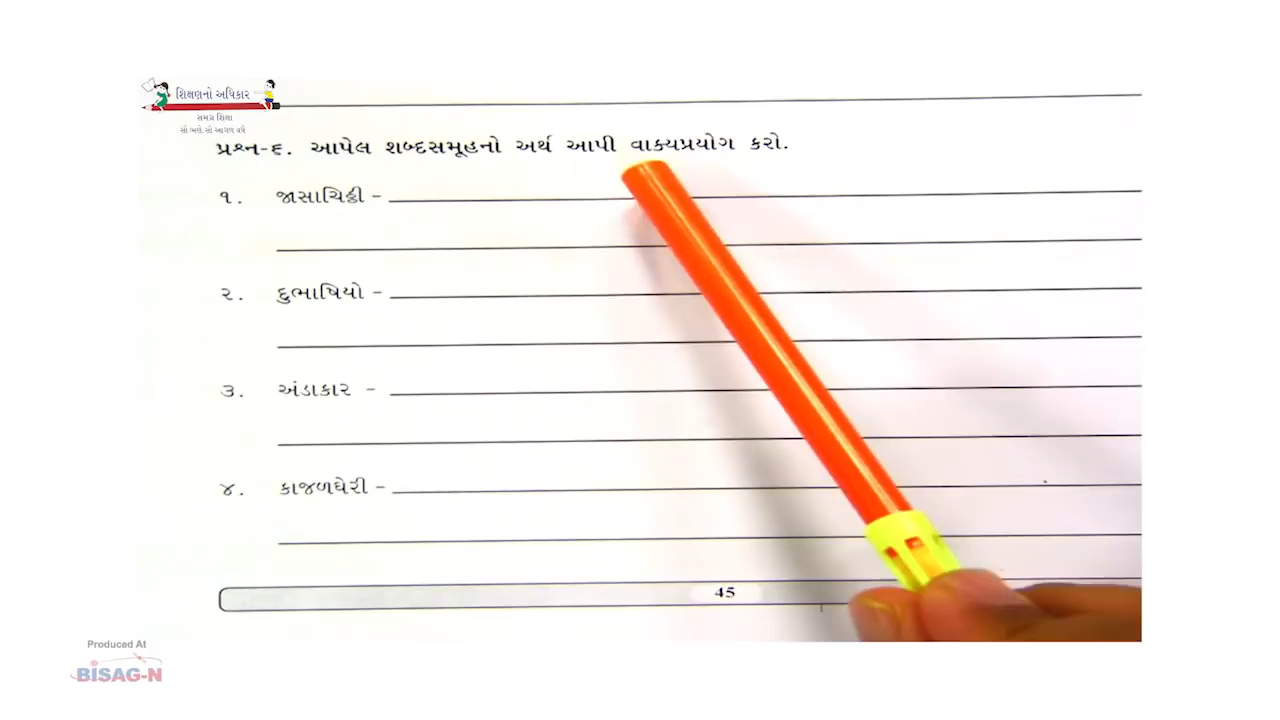 શિક્ષણનો અધિકાર
સમગ્ર શિક્ષા
સૌ ભણે સૌ આગળ વધે
પ્રશ્ન-૬. આપેલ શબ્દસમૂહનો અર્થ આપી વાક્યપ્રયોગ કરો.
૧. જાસાચિઠ્ઠી -
૨. દુભાષિયો -
૩. અંડાકાર -
૪. કાજળઘેરી -
45
Produced At
BISAG-N